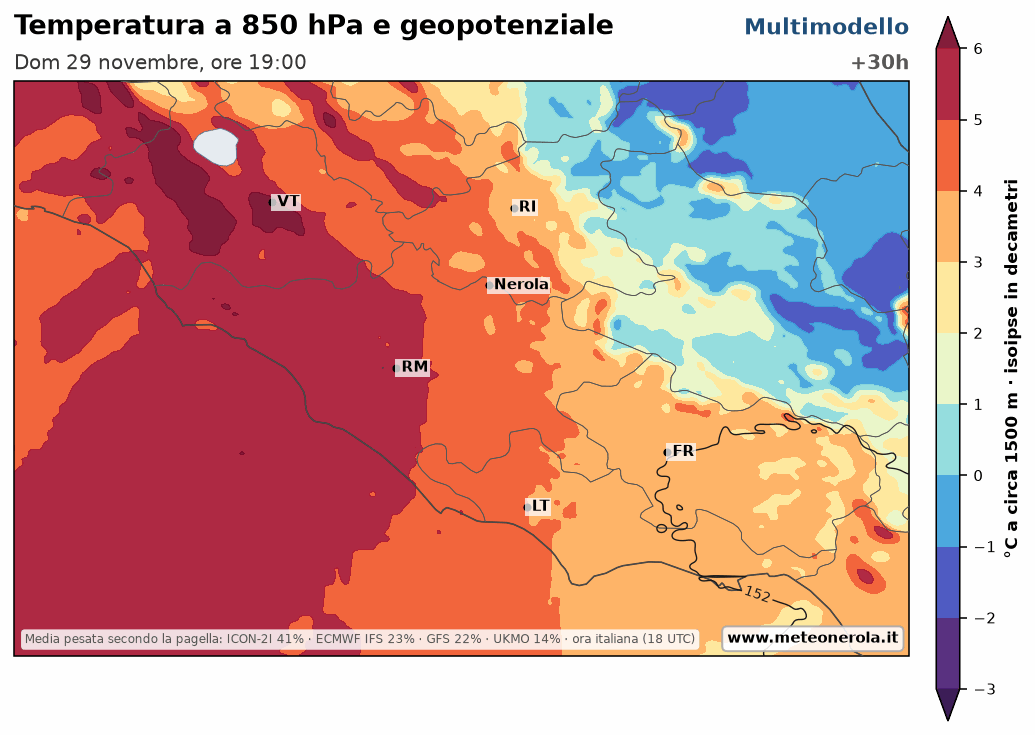 Temperatura a 850 hPa e geopotenziale
Multimodello
Dom 29 novembre, ore 19:00
+30h
VT
RI
Nerola
RM
FR
LT
152
Media pesata secondo la pagella: ICON-2I 41% · ECMWF IFS 23% · GFS 22% · UKMO 14% · ora italiana (18 UTC)
www.meteonerola.it
6
5
4
3
2
1
0
−1
−2
−3
°C a circa 1500 m · isoipse in decametri